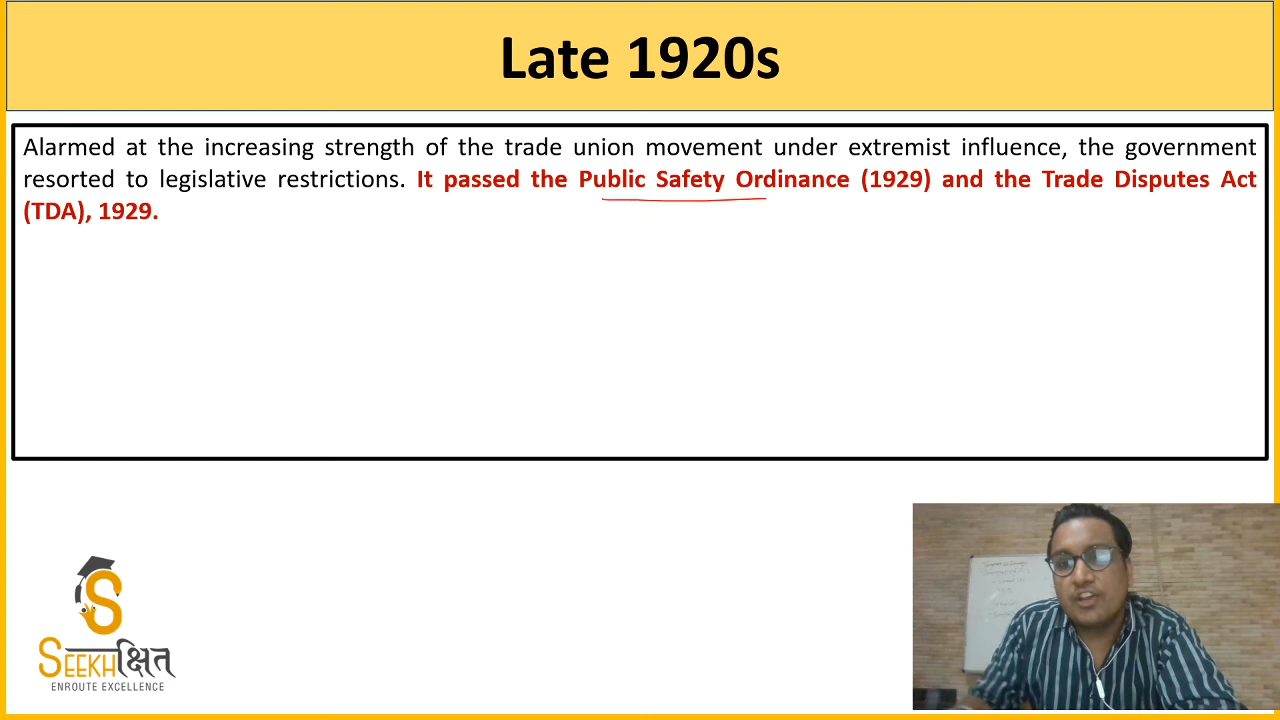 Late 1920s
Alarmed at the increasing strength of the trade union movement under extremist influence, the government
resorted to legislative restrictions. It passed the Public Safety Ordinance (1929) and the Trade Disputes Act
(TDA), 1929.
S
SEEKHक्षित
ENROUTE EXCELLENCE